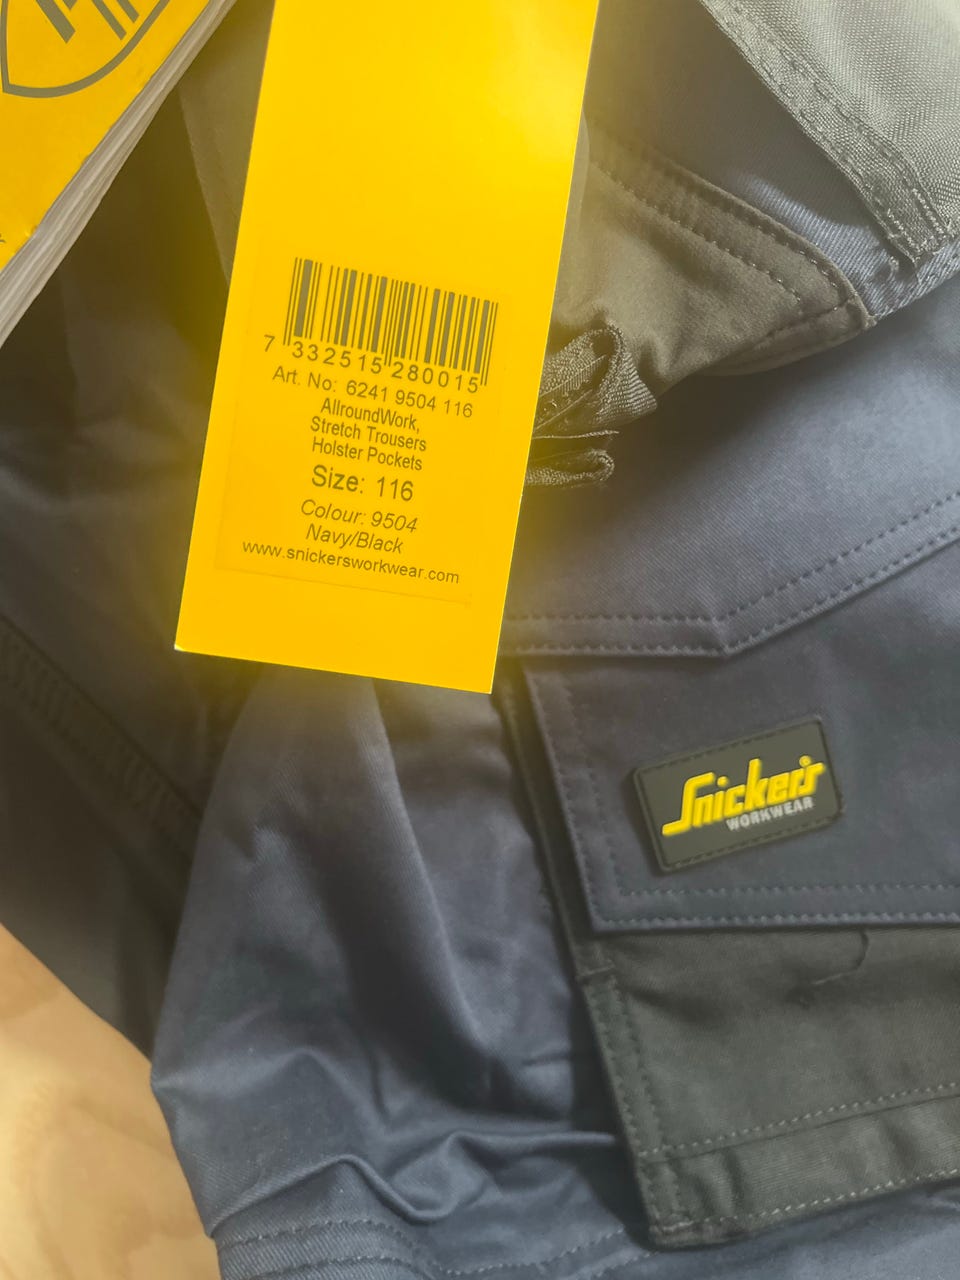 7 332515 280015
Art. No: 6241 9504 116
AllroundWork,
Stretch Trousers
Holster Pockets
Size: 116
Colour: 9504
Navy/Black
www.snickersworkwear.com
Snickers
WORKWEAR